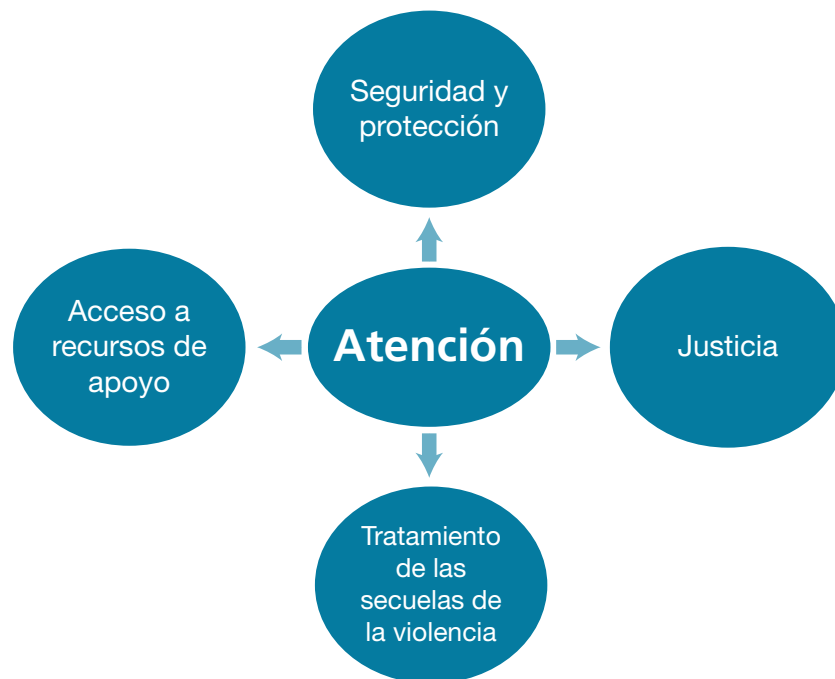 Seguridad y
protección
Acceso a
recursos de
apoyo
Atención
Justicia
Tratamiento
de las
secuelas de
la violencia